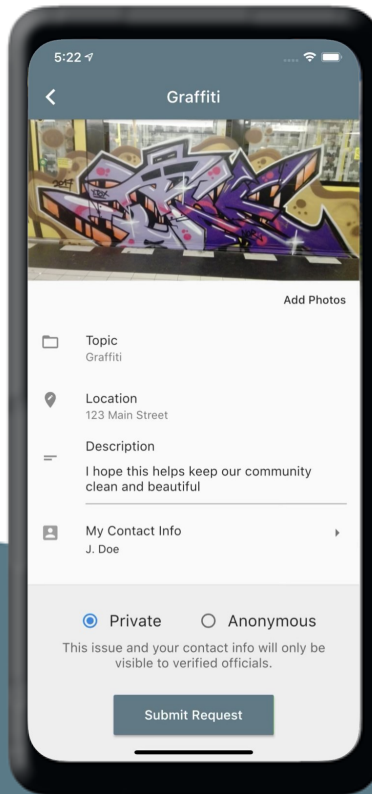 5:22
Graffiti
2017
Add Photos
Topic
Graffiti
Location
123 Main Street
Description
I hope this helps keep our community
clean and beautiful
My Contact Info
J. Doe
Private
Anonymous
This issue and your contact info will only be
visible to verified officials.
Submit Request